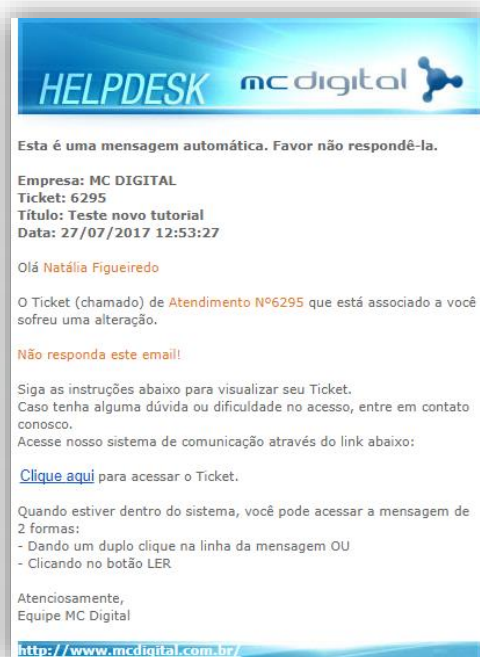 HELPDESK mcdigital
Esta é uma mensagem automática. Favor não respondê-la.
Empresa: MC DIGITAL
Ticket: 6295
Título: Teste novo tutorial
Data: 27/07/2017 12:53:27
Olá Natália Figueiredo
O Ticket (chamado) de Atendimento Nº6295 que está associado a você
sofreu uma alteração.
Não responda este email!
Siga as instruções abaixo para visualizar seu Ticket.
Caso tenha alguma dúvida ou dificuldade no acesso, entre em contato
conosco.
Acesse nosso sistema de comunicação através do link abaixo:
Clique aqui para acessar o Ticket.
Quando estiver dentro do sistema, você pode acessar a mensagem de
2 formas:
- Dando um duplo clique na linha da mensagem OU
- Clicando no botão LER
Atenciosamente,
Equipe MC Digital
http://www.mcdigital.com.br/